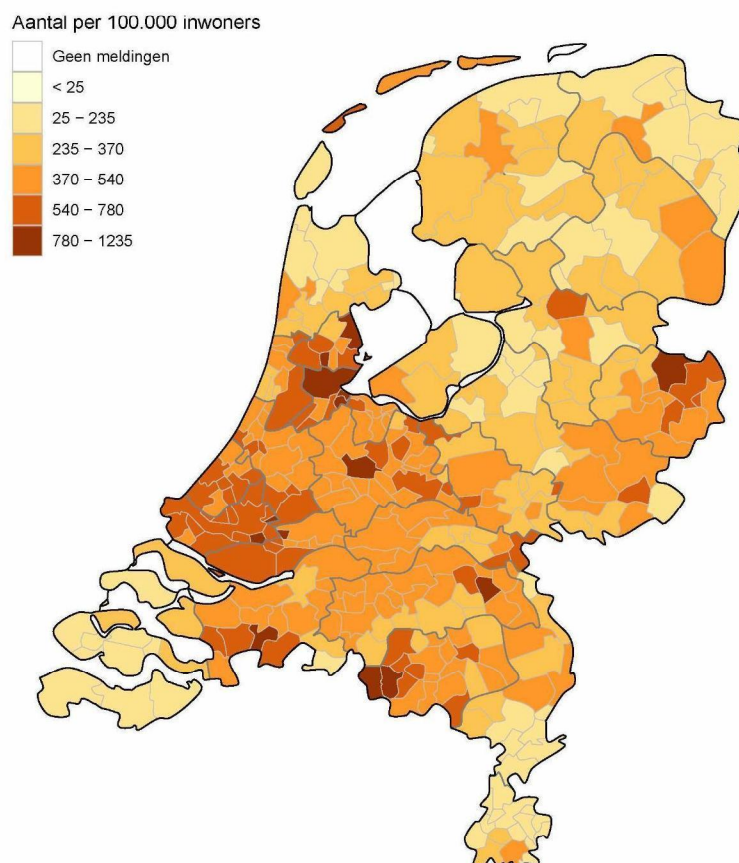 Aantal per 100.000 inwoners
Geen meldingen
< 25
25 – 235
235 – 370
370 – 540
540 – 780
780 – 1235